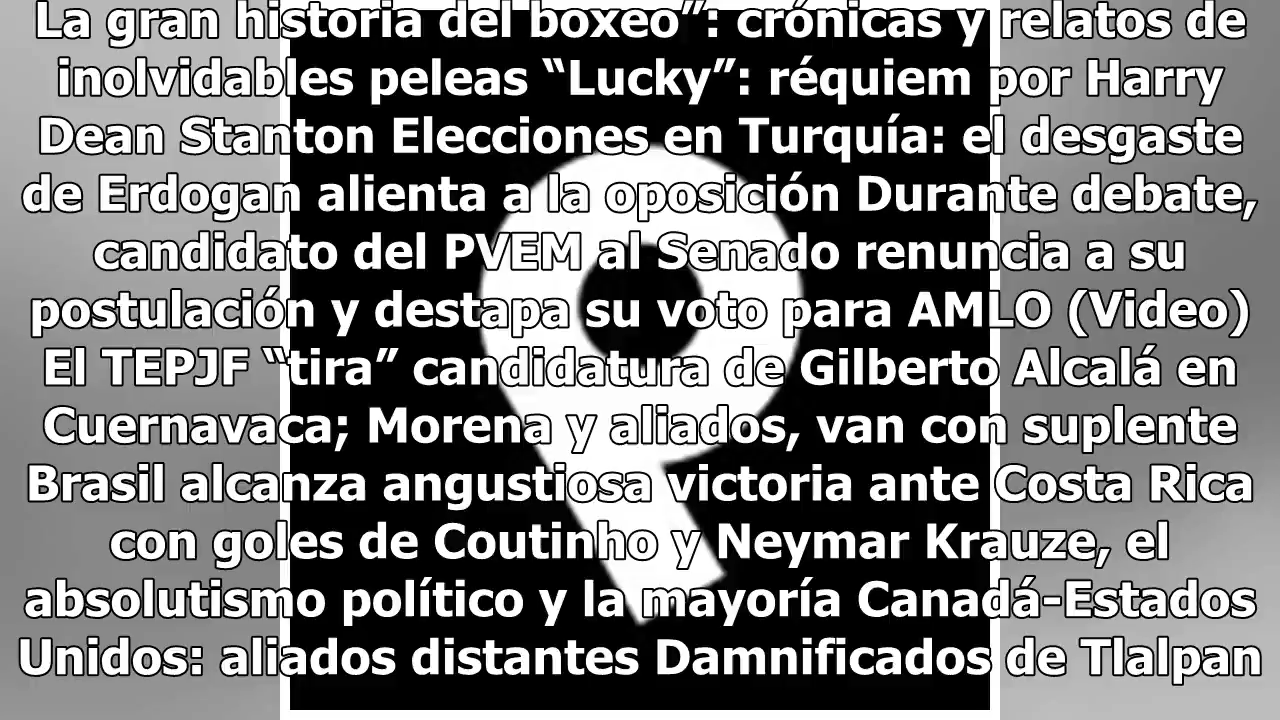 La gran historia del boxeo”: crónicas y relatos de
inolvidables peleas “Lucky”: réquiem por Harry
Dean Stanton Elecciones en Turquía: el desgaste
de Erdogan alienta a la oposición Durante debate,
candidato del PVEM al Senado renuncia a su
postulación y destapa su voto para AMLO (Video)
El TEPJF “tira” candidatura de Gilberto Alcalá en
Cuernavaca; Morena y aliados, van con suplente
Brasil alcanza angustiosa victoria ante Costa Rica
con goles de Coutinho y Neymar Krauze, el
absolutismo político y la mayoría Canadá-Estados
Unidos: aliados distantes Damnificados de Tlalpan